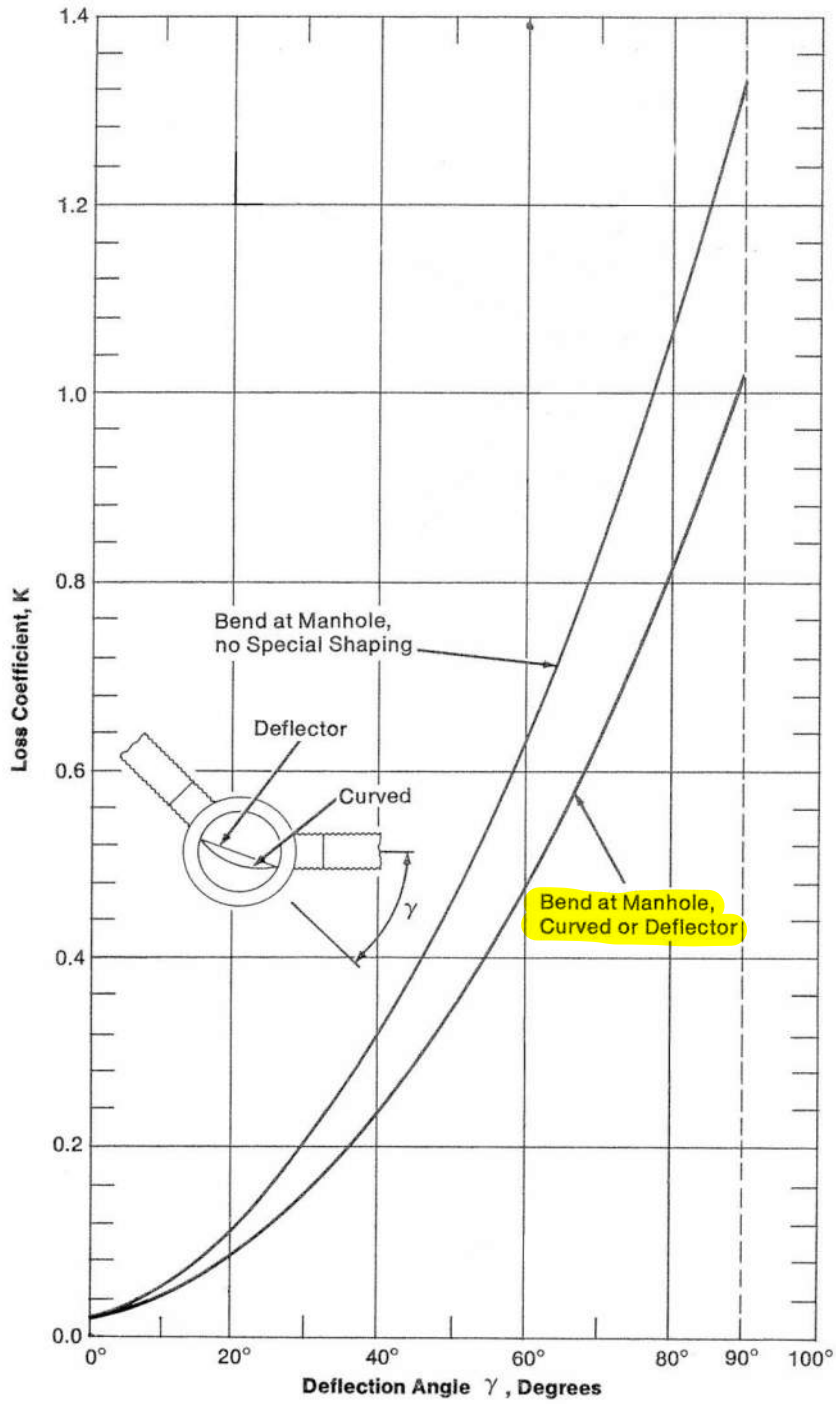 1.4
1.2
1.0
0.8
0.6
0.4
0.2
0.0
Loss Coefficient, K
Bend at Manhole,
no Special Shaping
Deflector
Curved
γ
Bend at Manhole,
Curved or Deflector
0° 20° 40° 60° 80° 90° 100°
Deflection Angle γ , Degrees